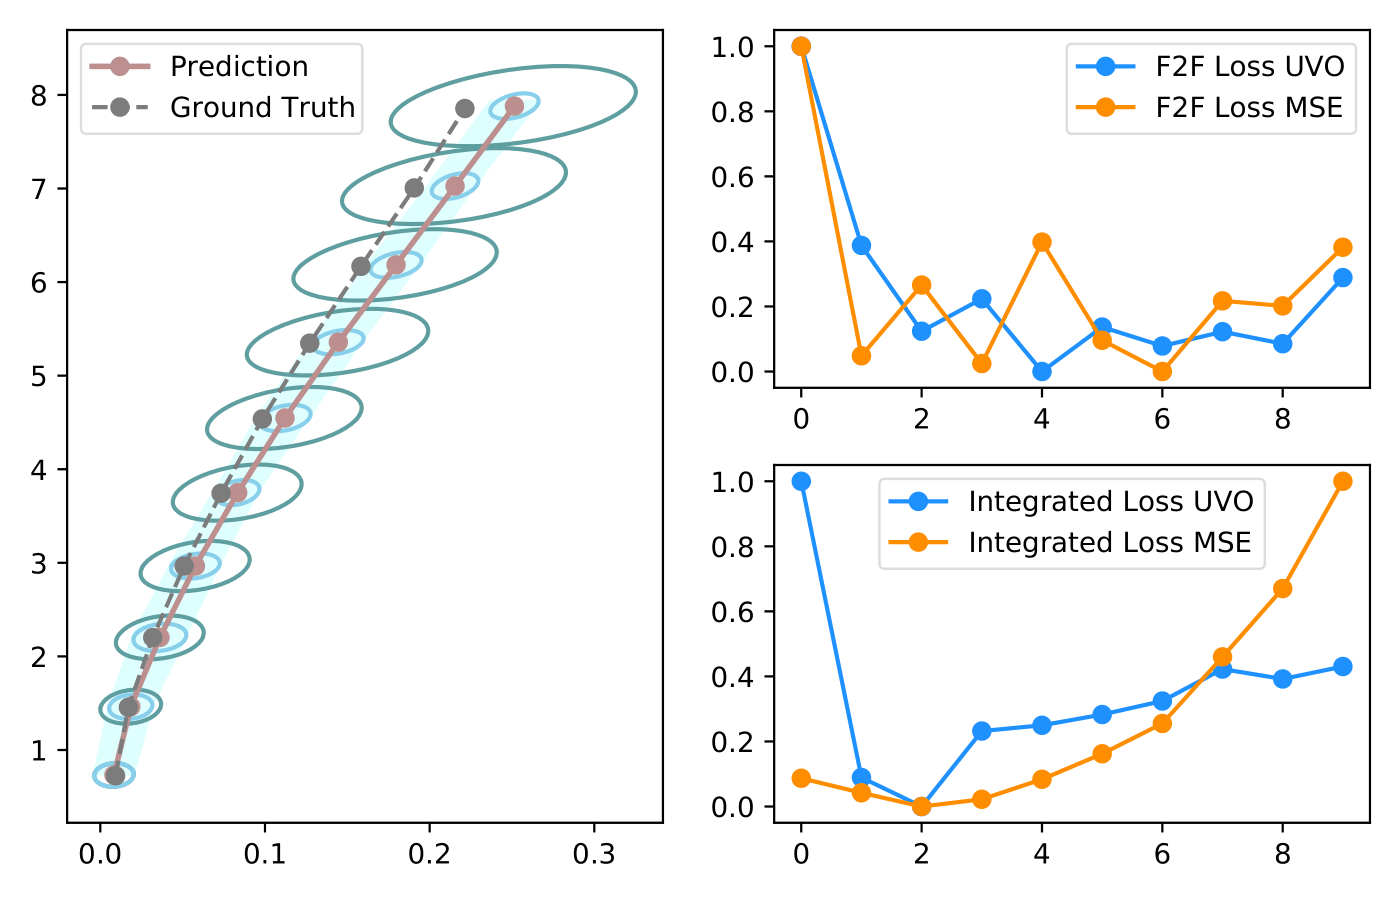 Prediction
Ground Truth
8
7
6
5
4
3
2
1
0.0 0.1 0.2 0.3
F2F Loss UVO
F2F Loss MSE
1.0
0.8
0.6
0.4
0.2
0.0
0 2 4 6 8
Integrated Loss UVO
Integrated Loss MSE
1.0
0.8
0.6
0.4
0.2
0.0
0 2 4 6 8